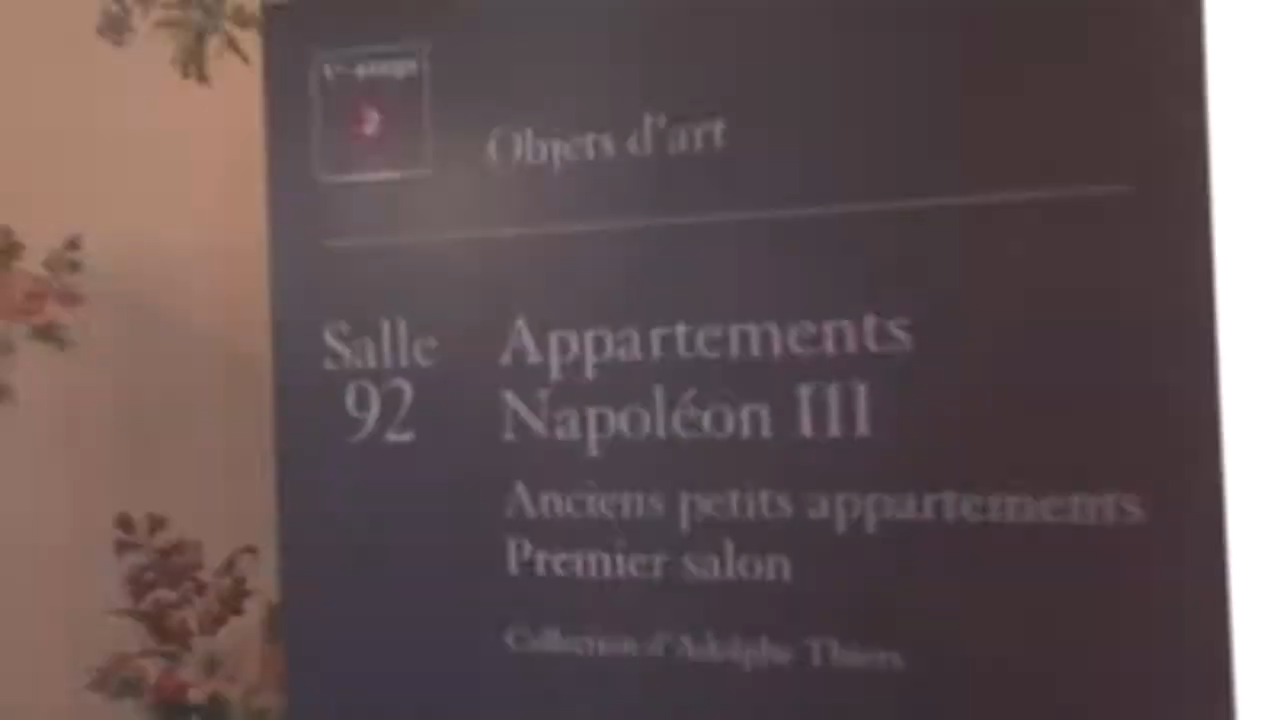 Objets d'art
Salle
92
Appartements
Napoléon III
Anciens petits appartements
Premier salon
Collection d'Adolphe Thiers